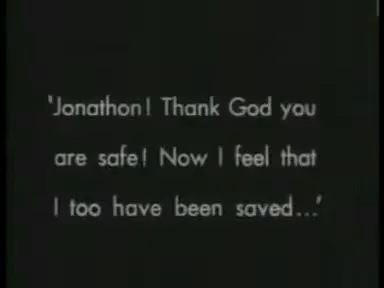 'Jonathon! Thank God you
are safe! Now I feel that
I too have been saved...'